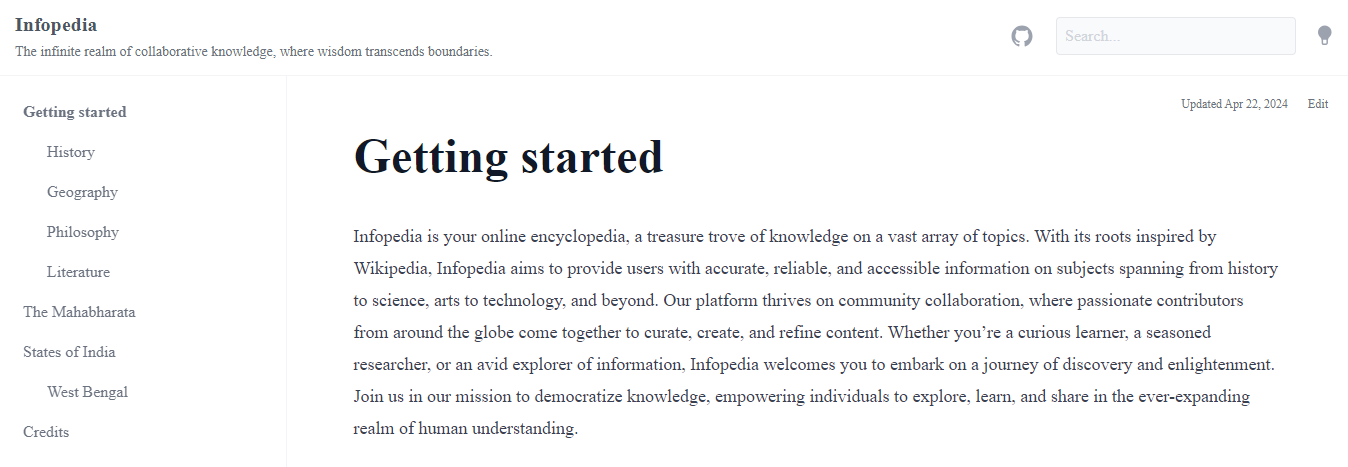 Infopedia
The infinite realm of collaborative knowledge, where wisdom transcends boundaries.
Search...
Getting started
History
Geography
Philosophy
Literature
The Mahabharata
States of India
West Bengal
Credits
Updated Apr 22, 2024
Edit
Getting started
Infopedia is your online encyclopedia, a treasure trove of knowledge on a vast array of topics. With its roots inspired by
Wikipedia, Infopedia aims to provide users with accurate, reliable, and accessible information on subjects spanning from history
to science, arts to technology, and beyond. Our platform thrives on community collaboration, where passionate contributors
from around the globe come together to curate, create, and refine content. Whether you’re a curious learner, a seasoned
researcher, or an avid explorer of information, Infopedia welcomes you to embark on a journey of discovery and enlightenment.
Join us in our mission to democratize knowledge, empowering individuals to explore, learn, and share in the ever-expanding
realm of human understanding.